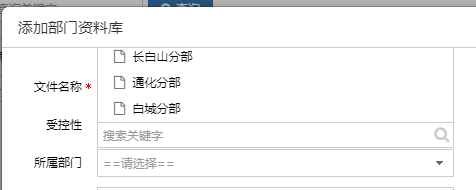 查询
添加部门资料库
长白山分部
文件名称 * 通化分部
白城分部
受控性
搜索关键字
所属部门 ==请选择==